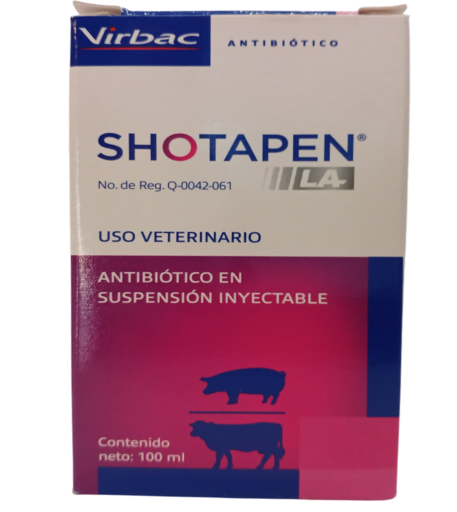 Virbac
ANTIBIÓTICO
SHOTAPEN®
LA
No. de Reg. Q-0042-061
USO VETERINARIO
ANTIBIÓTICO EN
SUSPENSIÓN INYECTABLE
Contenido
neto: 100 ml